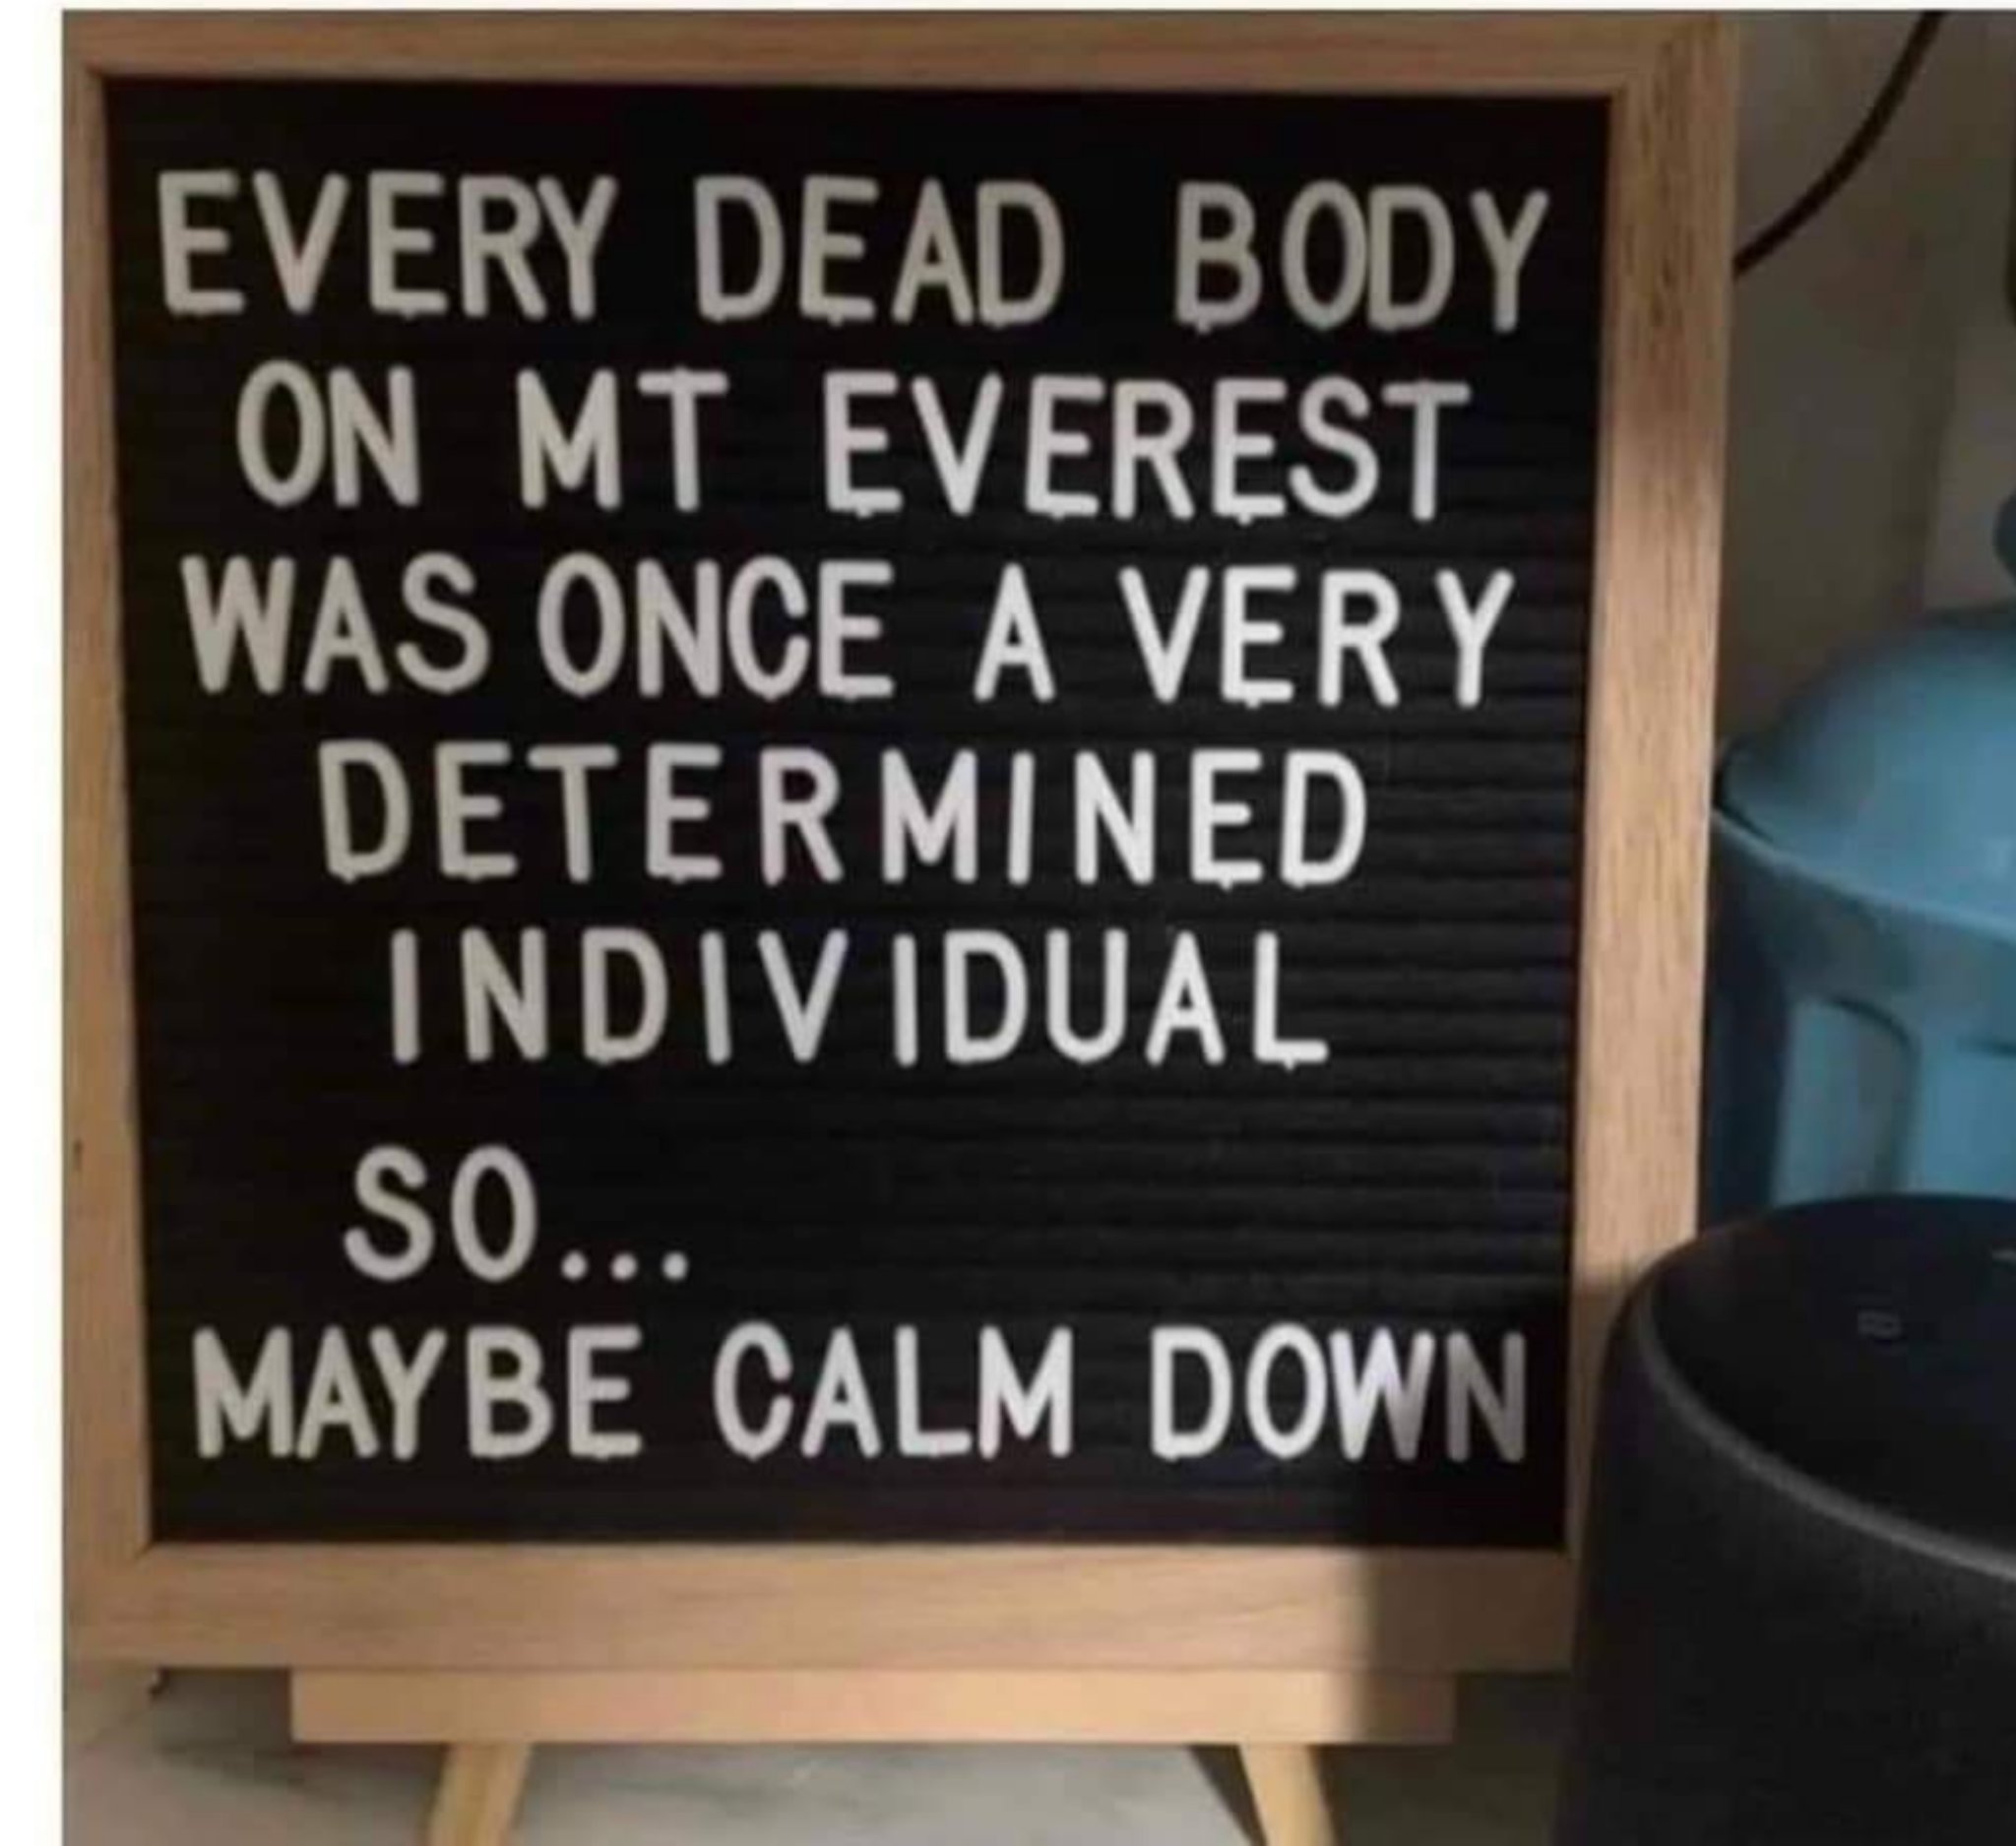 EVERY DEAD BODY
ON MT EVEREST
WAS ONCE A VERY
DETERMINED
INDIVIDUAL
SO...
MAYBE CALM DOWN